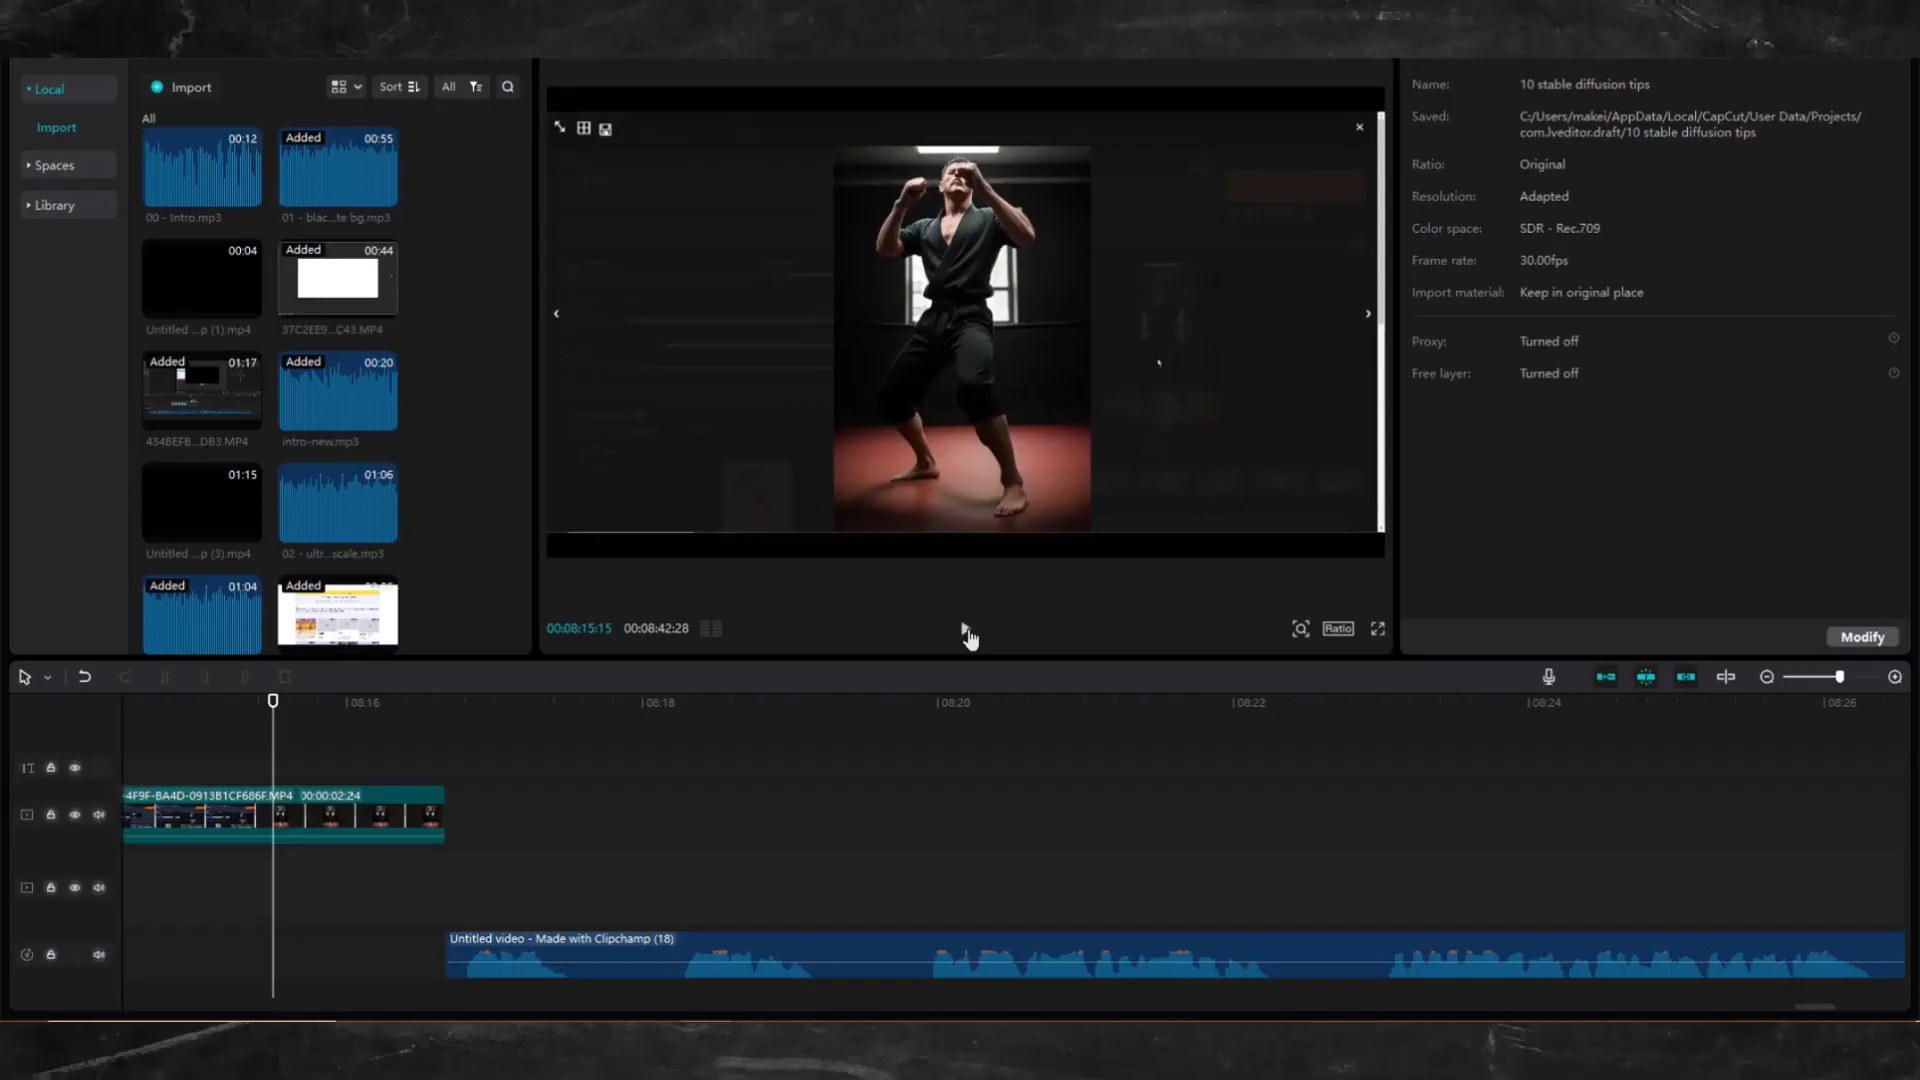 Local
Import
Spaces
Library
Import
Sort
All
All
00:12
00 - Intro.mp3
Added 00:55
01 - blac...te bg.mp3
00:04
Untitled ...p (1).mp4
Added 00:44
37C2EE9...C43.MP4
Added 01:17
434BEFB...DB3.MP4
Added 00:20
intro-new.mp3
01:15
Untitled ...p (3).mp4
01:06
02 - ultr...scale.mp3
Added 01:04
Added
00:08:15:15 00:08:42:28
Ratio
Name: 10 stable diffusion tips
Saved: C:/Users/makei/AppData/Local/CapCut/User Data/Projects/
com.lveditor.draft/10 stable diffusion tips
Ratio: Original
Resolution: Adapted
Color space: SDR - Rec.709
Frame rate: 30.00fps
Import material: Keep in original place
Proxy: Turned off
Free layer: Turned off
Modify
08:16 08:18 08:20 08:22 08:24 08:26
-4F9F-BA4D-0913B1CF686F.MP4 00:00:02:24
Untitled video - Made with Clipchamp (18)